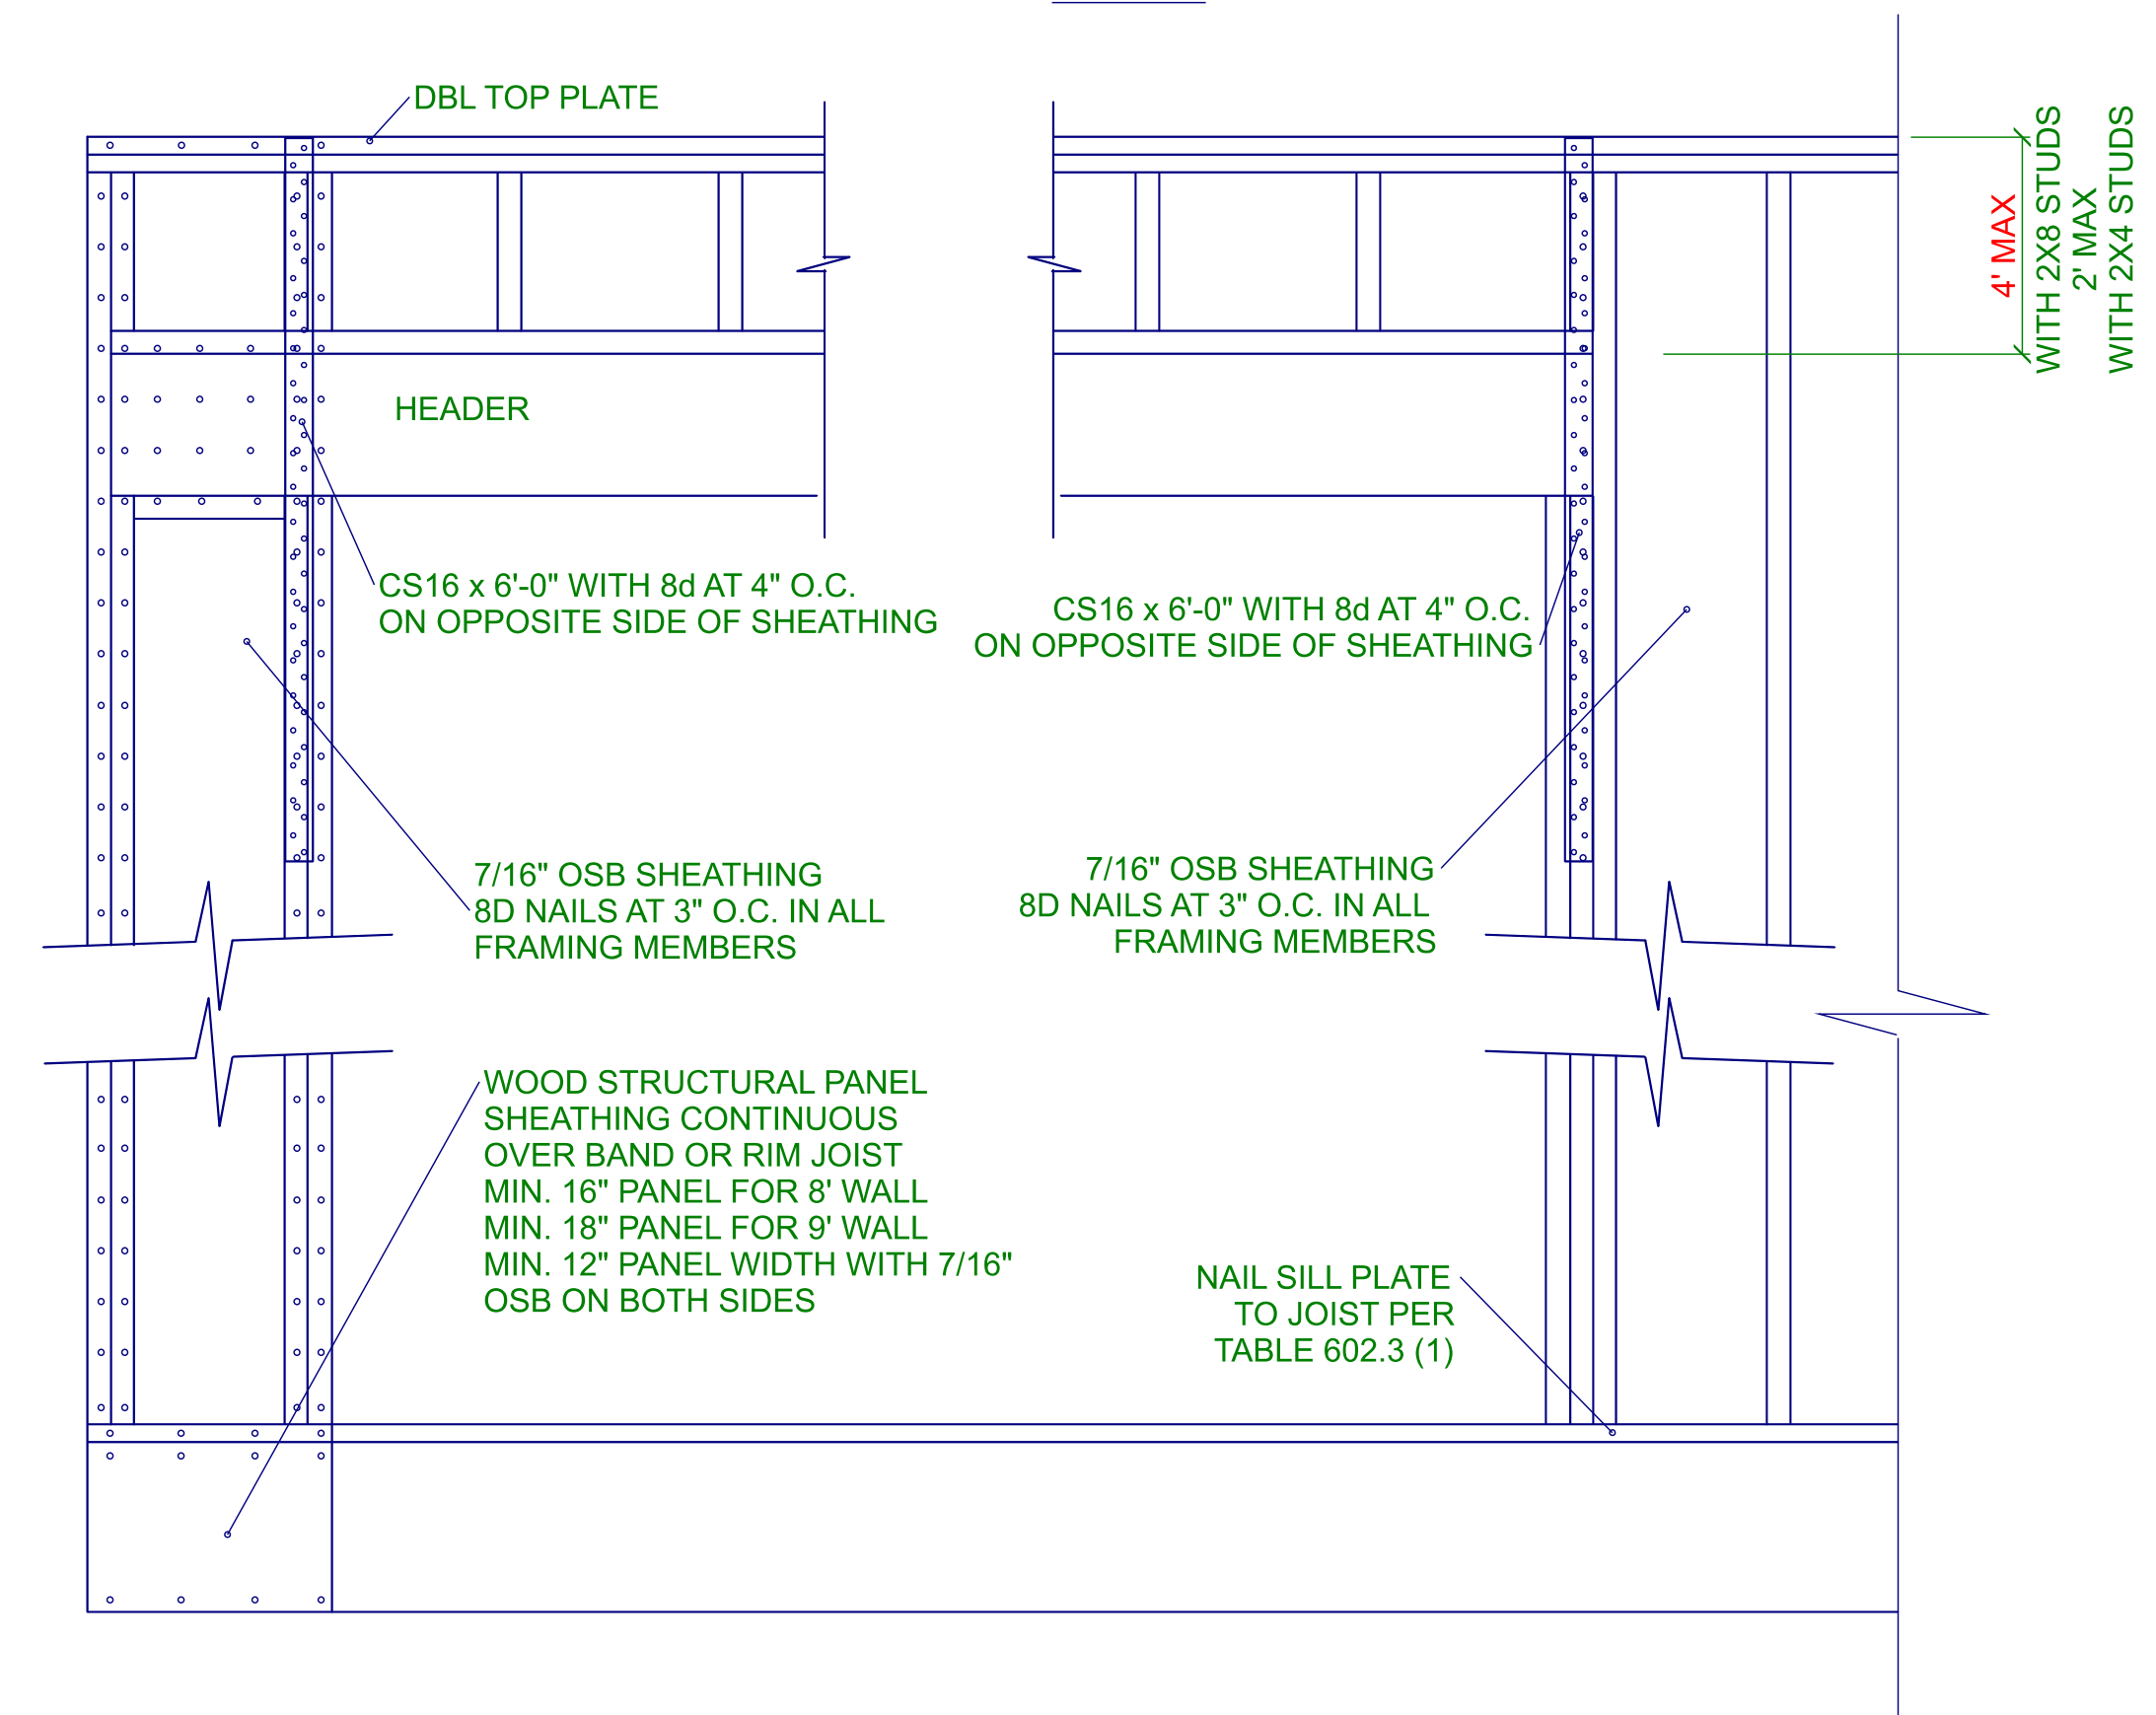 DBL TOP PLATE
4' MAX
WITH 2X8 STUDS
2' MAX
WITH 2X4 STUDS
HEADER
CS16 x 6'-0" WITH 8d AT 4" O.C.
ON OPPOSITE SIDE OF SHEATHING
CS16 x 6'-0" WITH 8d AT 4" O.C.
ON OPPOSITE SIDE OF SHEATHING
7/16" OSB SHEATHING
8D NAILS AT 3" O.C. IN ALL
FRAMING MEMBERS
7/16" OSB SHEATHING
8D NAILS AT 3" O.C. IN ALL
FRAMING MEMBERS
WOOD STRUCTURAL PANEL
SHEATHING CONTINUOUS
OVER BAND OR RIM JOIST
MIN. 16" PANEL FOR 8' WALL
MIN. 18" PANEL FOR 9' WALL
MIN. 12" PANEL WIDTH WITH 7/16"
OSB ON BOTH SIDES
NAIL SILL PLATE
TO JOIST PER
TABLE 602.3 (1)